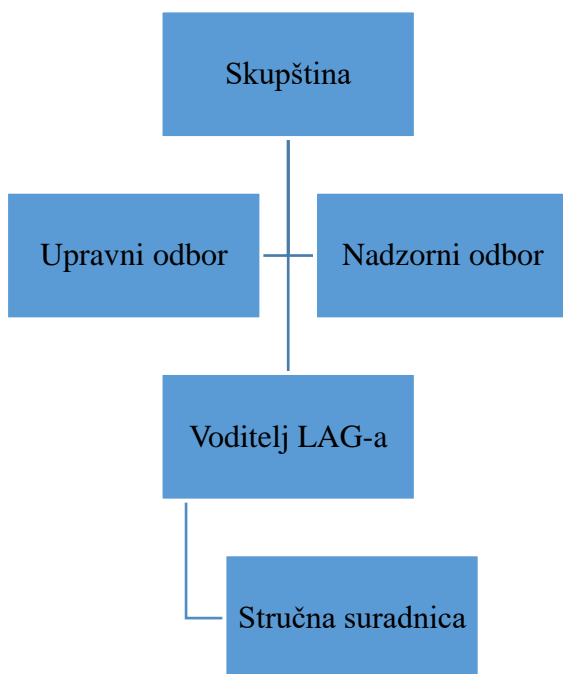 Skupština
Upravni odbor
Nadzorni odbor
Voditelj LAG-a
Stručna suradnica